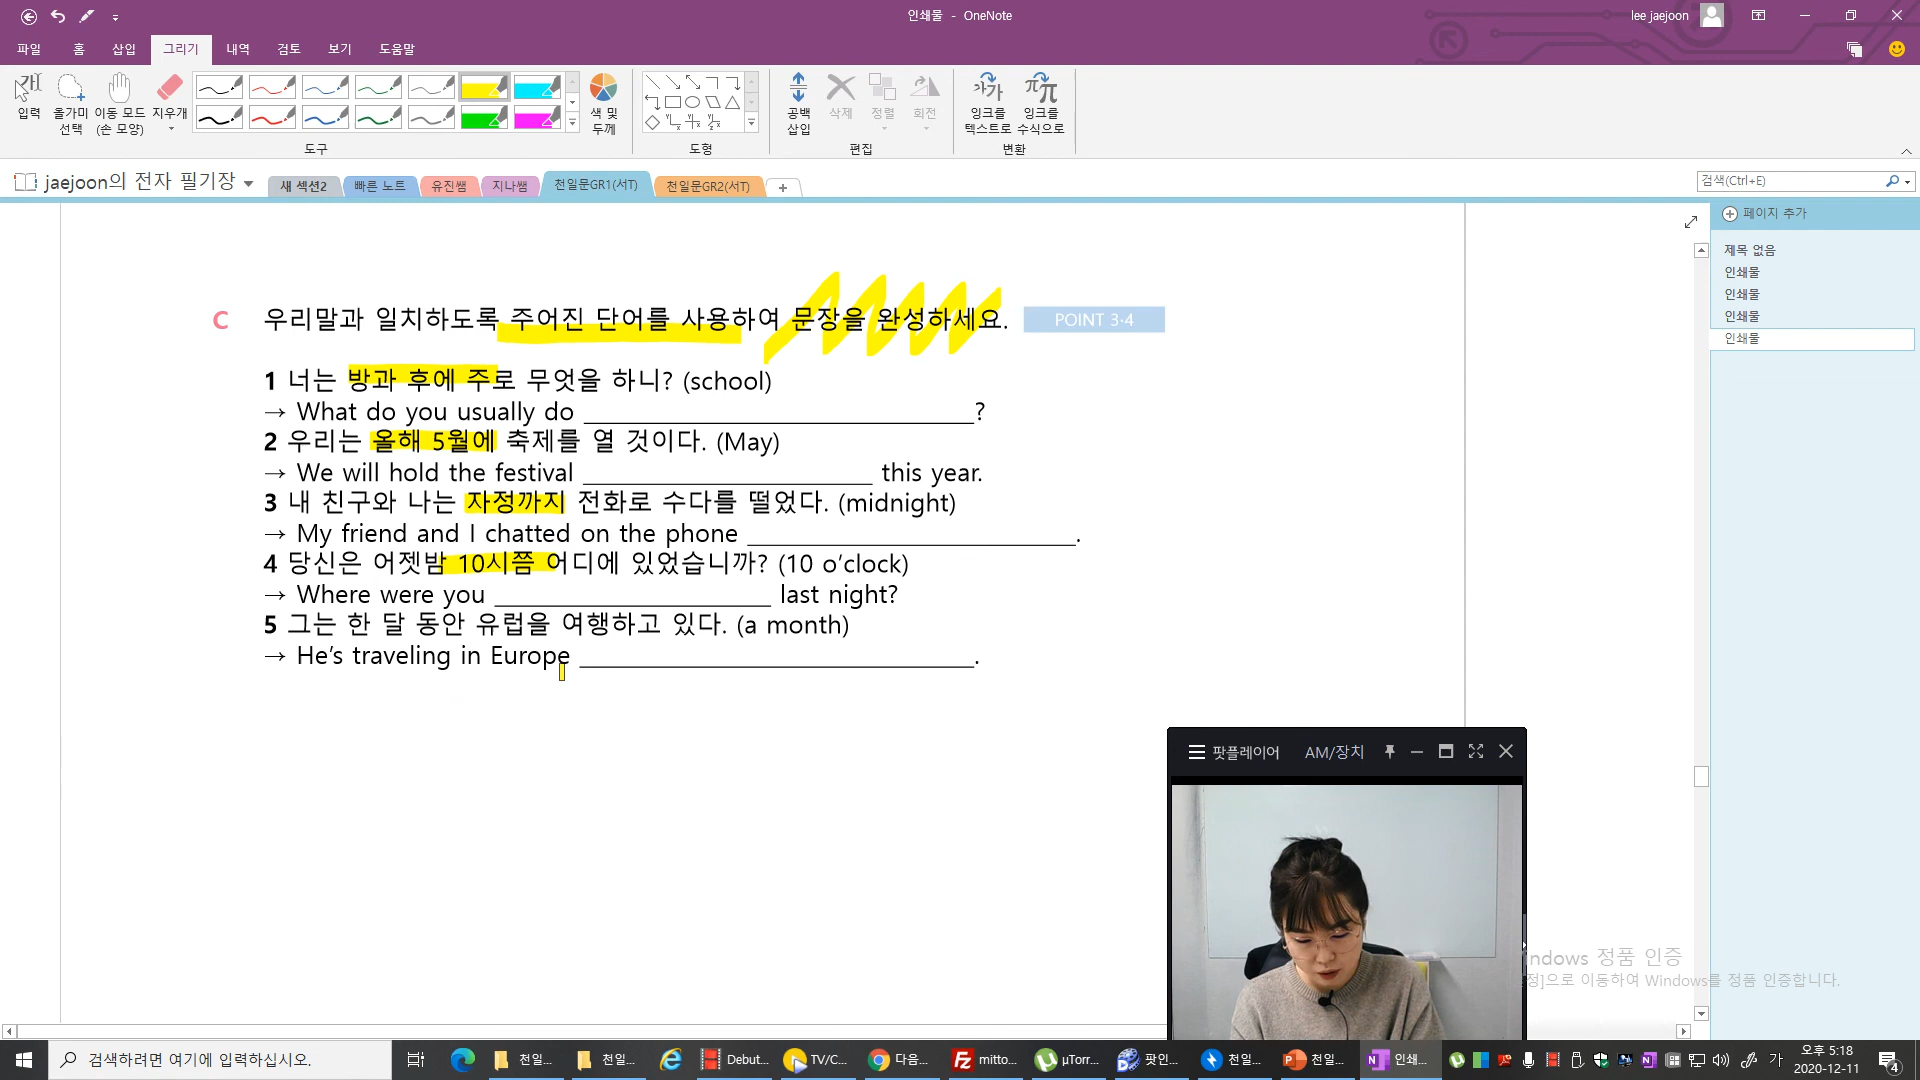 인쇄물 - OneNote
lee jaejoon
파일 홈 삽입 그리기 내역 검토 보기 도움말
입력
올가미 선택
이동 모드 (손 모양)
지우개
색 및 두께
공백 삽입
삭제
정렬
회전
잉크를 텍스트로
잉크를 수식으로
도구
도형
편집
변환
jaejoon의 전자 필기장
새 섹션2 빠른 노트 유진쌤 지나쌤 천일문GR1(서T) 천일문GR2(서T)
검색(Ctrl+E)
페이지 추가
제목 없음
인쇄물
인쇄물
인쇄물
인쇄물
C 우리말과 일치하도록 주어진 단어를 사용하여 문장을 완성하세요. POINT 3·4
1 너는 방과 후에 주로 무엇을 하니? (school)
→ What do you usually do ______________________________?
2 우리는 올해 5월에 축제를 열 것이다. (May)
→ We will hold the festival ______________________ this year.
3 내 친구와 나는 자정까지 전화로 수다를 떨었다. (midnight)
→ My friend and I chatted on the phone _________________________.
4 당신은 어젯밤 10시쯤 어디에 있었습니까? (10 o’clock)
→ Where were you _____________________ last night?
5 그는 한 달 동안 유럽을 여행하고 있다. (a month)
→ He’s traveling in Europe ______________________________.
팟플레이어 AM/장치
ndows 정품 인증
정]으로 이동하여 Windows를 정품 인증합니다.
검색하려면 여기에 입력하십시오.
천일... 천일... Debut... TV/C... 다음... mitto... µTorr... 팟인... 천일... 천일... 인쇄...
가
오후 5:18
2020-12-11
4